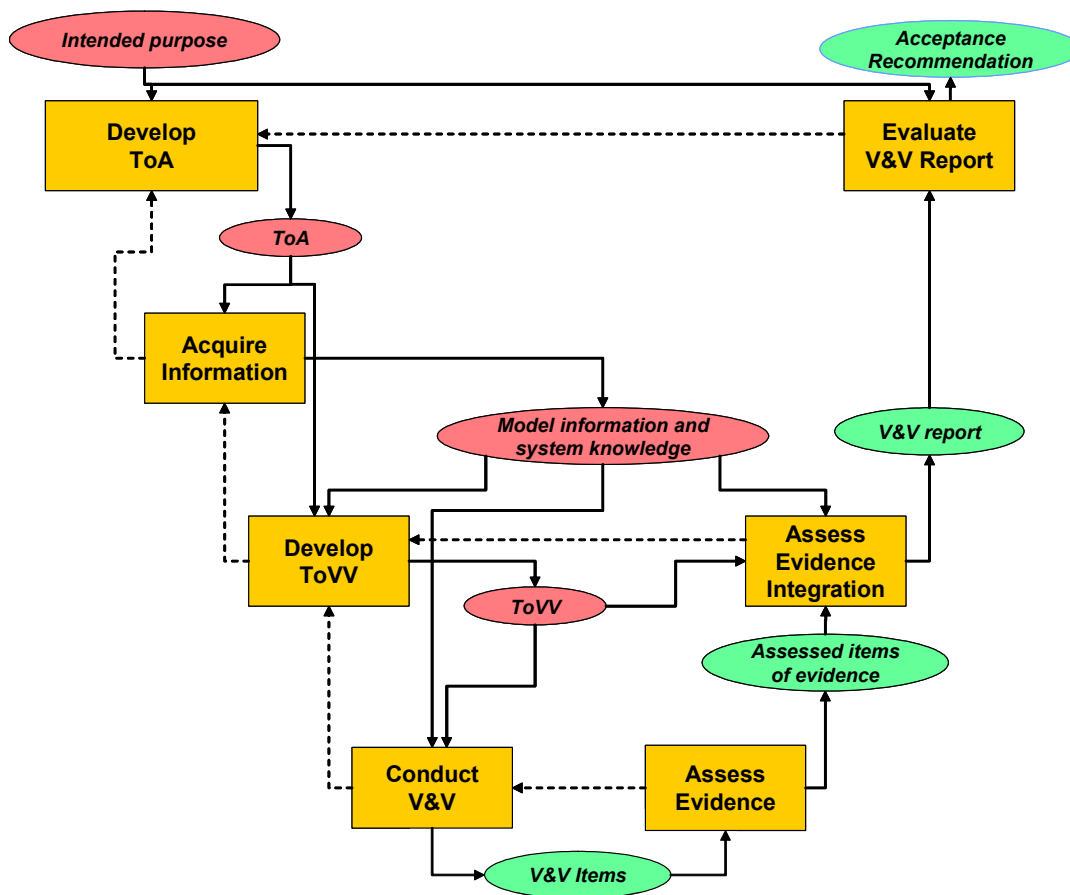 Intended purpose
Acceptance
Recommendation
Develop
ToA
Evaluate
V&V Report
ToA
Acquire
Information
Model information and
system knowledge
V&V report
Develop
ToVV
Assess
Evidence
Integration
ToVV
Assessed items
of evidence
Conduct
V&V
Assess
Evidence
V&V Items